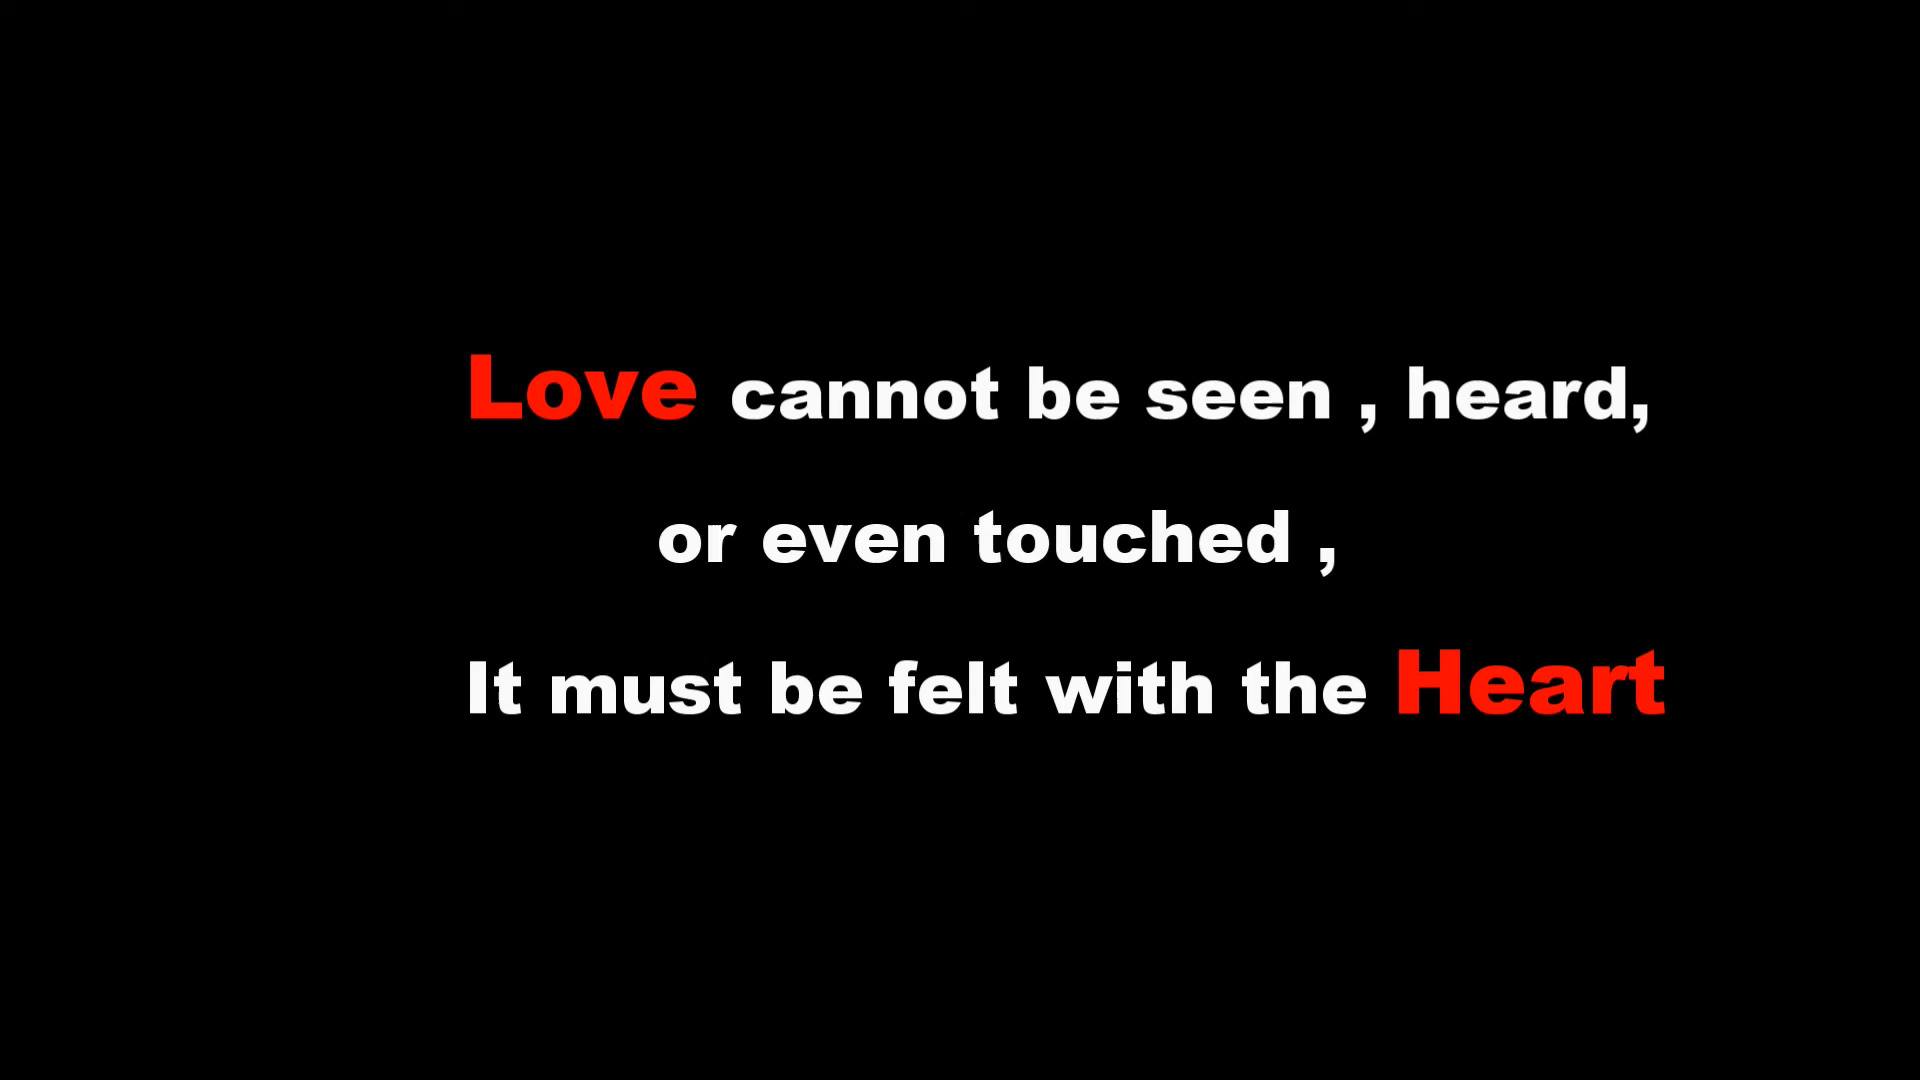 Love cannot be seen , heard,
or even touched ,
It must be felt with the Heart